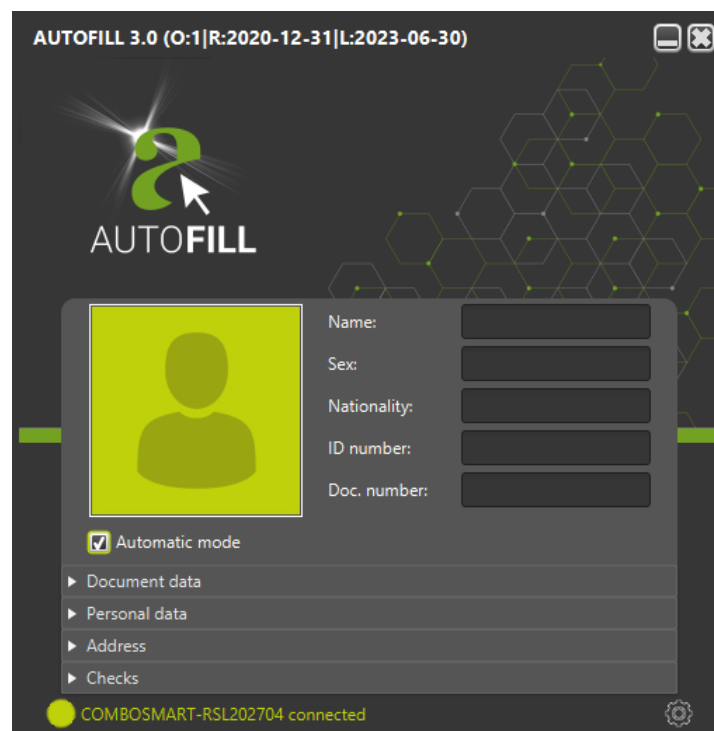 AUTOFILL 3.0 (O:1|R:2020-12-31|L:2023-06-30)
a
AUTOFILL
Name:
Sex:
Nationality:
ID number:
Doc. number:
Automatic mode
Document data
Personal data
Address
Checks
COMBOSMART-RSL202704 connected